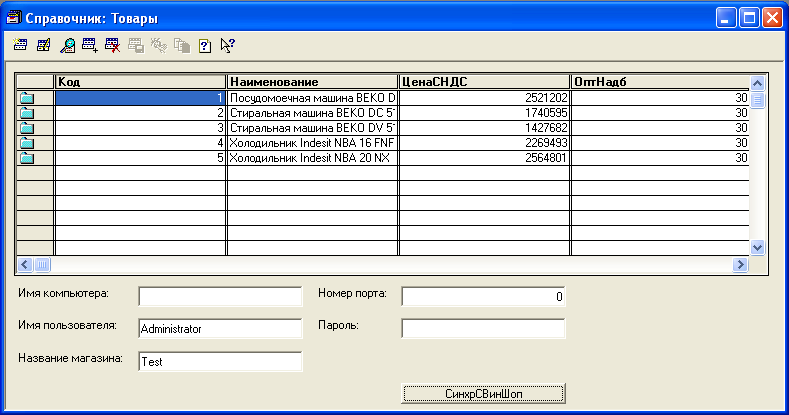 Справочник: Товары
Код Наименование ЦенаСНДС ОптНадб
1 Посудомоечная машина BEKO D 2521202 30
2 Стиральная машина BEKO DC 5 1740595 30
3 Стиральная машина BEKO DV 5 1427682 30
4 Холодильник Indesit NBA 16 FNF 2269493 30
5 Холодильник Indesit NBA 20 NX 2564801 30
Имя компьютера: Номер порта: 0
Имя пользователя: Administrator Пароль:
Название магазина: Test
СинхрСВинШоп